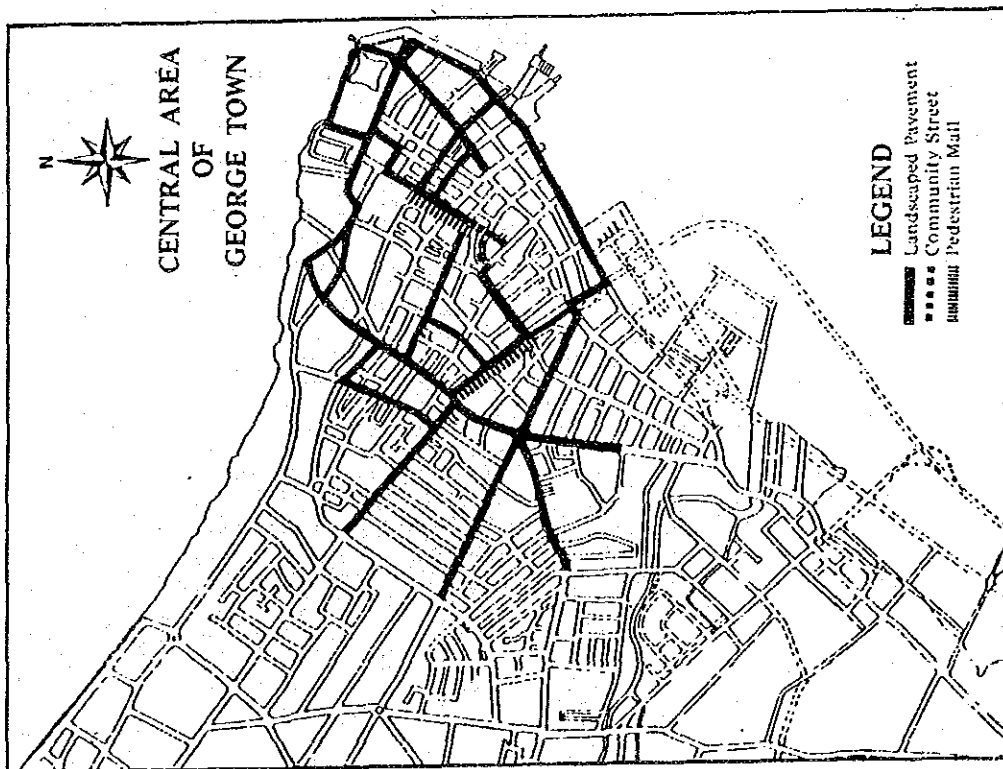 N
CENTRAL AREA
OF
GEORGE TOWN
LEGEND
Landscaped Pavement
Community Street
Pedestrian Mall